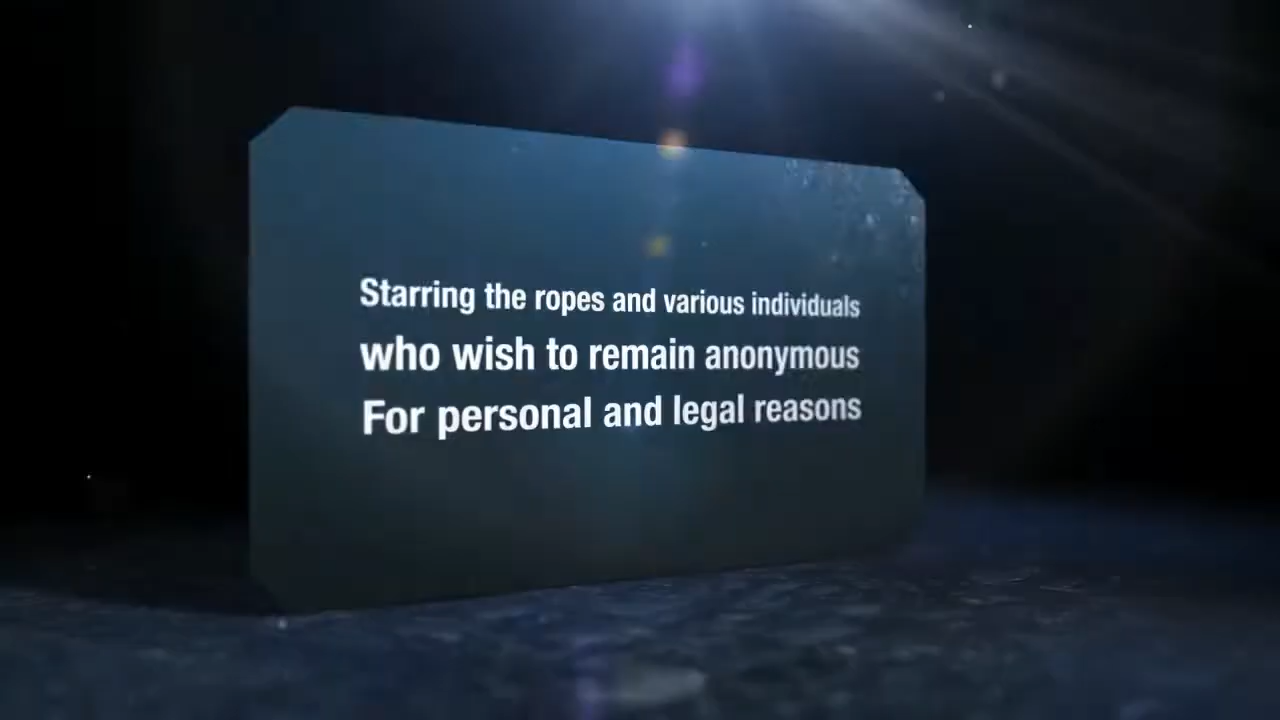 Starring the ropes and various individuals
who wish to remain anonymous
For personal and legal reasons